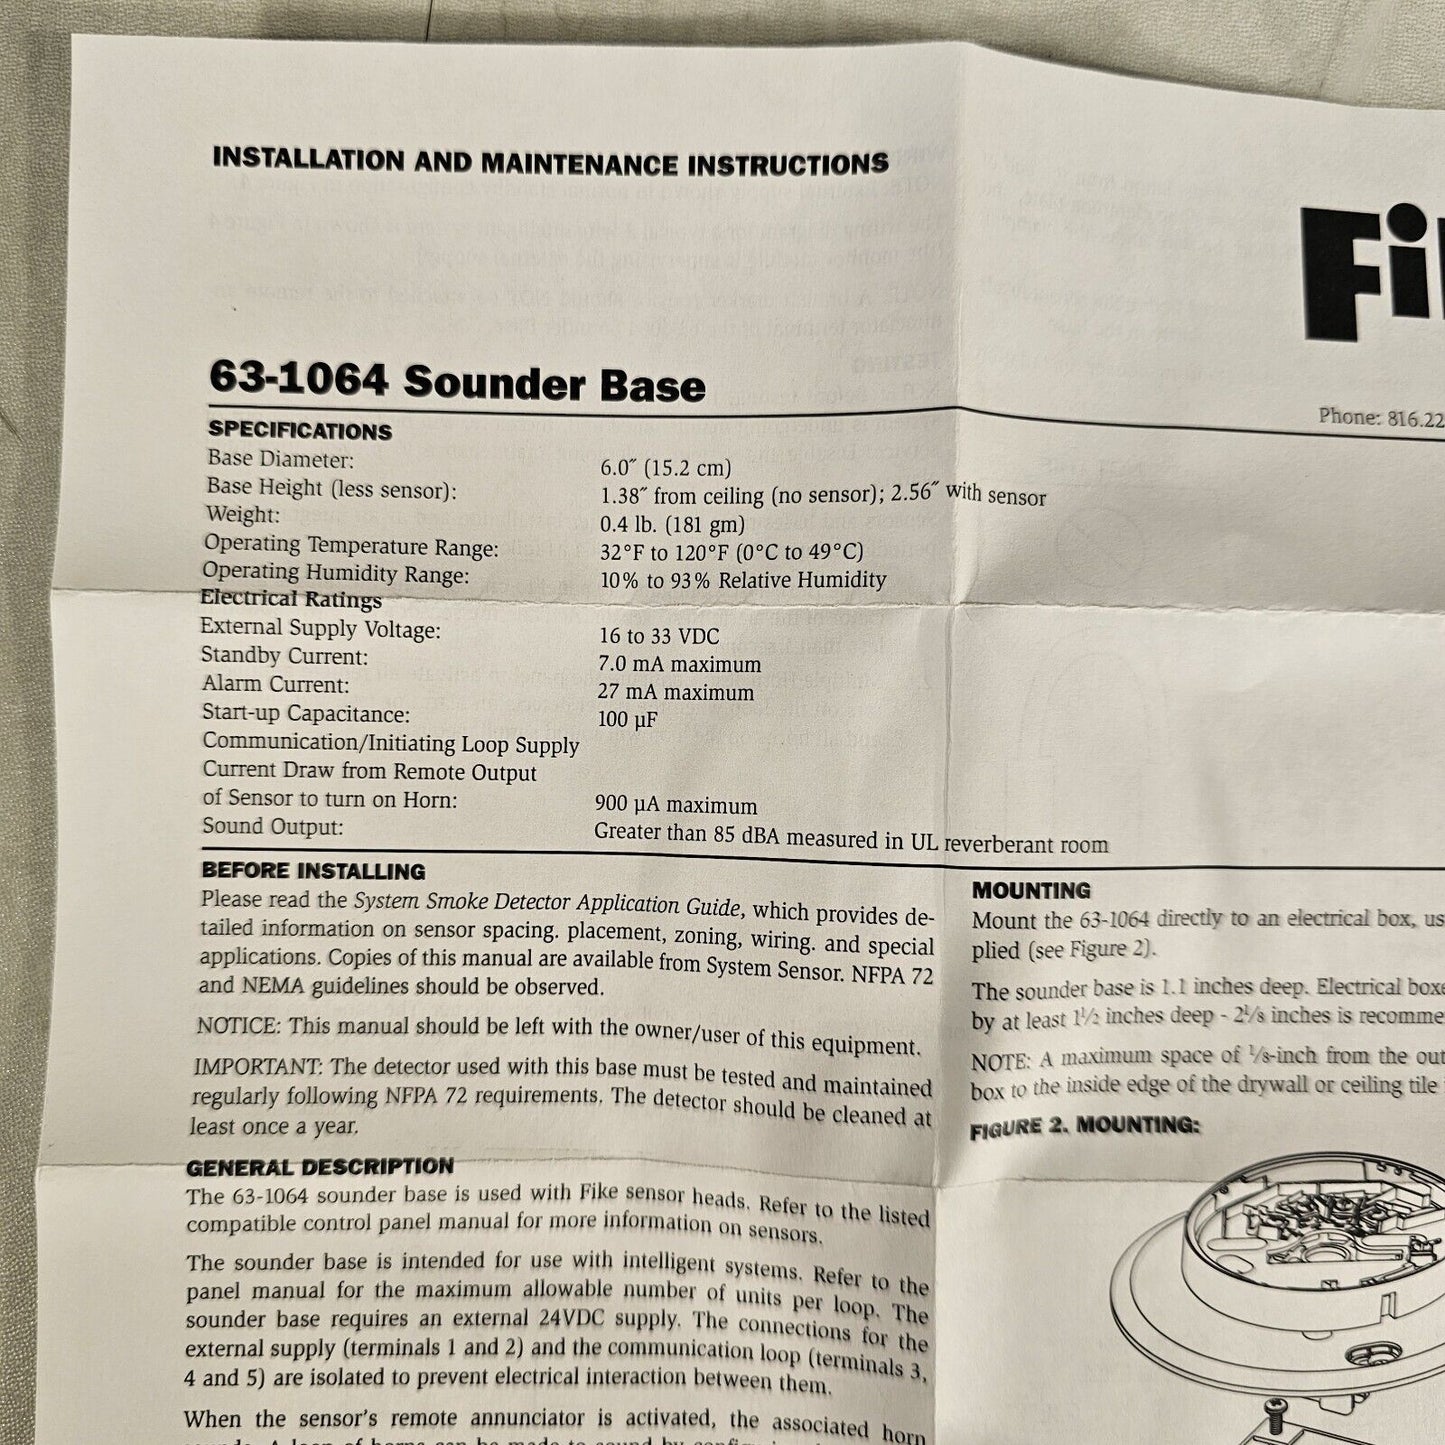 INSTALLATION AND MAINTENANCE INSTRUCTIONS
Phone: 816.22
63-1064 Sounder Base
SPECIFICATIONS
Base Diameter: 6.0″ (15.2 cm)
Base Height (less sensor): 1.38″ from ceiling (no sensor); 2.56″ with sensor
Weight: 0.4 lb. (181 gm)
Operating Temperature Range: 32°F to 120°F (0°C to 49°C)
Operating Humidity Range: 10% to 93% Relative Humidity
Electrical Ratings
External Supply Voltage: 16 to 33 VDC
Standby Current: 7.0 mA maximum
Alarm Current: 27 mA maximum
Start-up Capacitance: 100 µF
Communication/Initiating Loop Supply
Current Draw from Remote Output
of Sensor to turn on Horn: 900 µA maximum
Sound Output: Greater than 85 dBA measured in UL reverberant room
BEFORE INSTALLING
Please read the System Smoke Detector Application Guide, which provides de-
tailed information on sensor spacing. placement, zoning, wiring. and special
applications. Copies of this manual are available from System Sensor. NFPA 72
and NEMA guidelines should be observed.
NOTICE: This manual should be left with the owner/user of this equipment.
IMPORTANT: The detector used with this base must be tested and maintained
regularly following NFPA 72 requirements. The detector should be cleaned at
least once a year.
GENERAL DESCRIPTION
The 63-1064 sounder base is used with Fike sensor heads. Refer to the listed
compatible control panel manual for more information on sensors.
The sounder base is intended for use with intelligent systems. Refer to the
panel manual for the maximum allowable number of units per loop. The
sounder base requires an external 24VDC supply. The connections for the
external supply (terminals 1 and 2) and the communication loop (terminals 3,
4 and 5) are isolated to prevent electrical interaction between them.
When the sensor's remote annunciator is activated, the associated horn
MOUNTING
Mount the 63-1064 directly to an electrical box, us
plied (see Figure 2).
The sounder base is 1.1 inches deep. Electrical boxe
by at least 1½ inches deep - 2⅛ inches is recomme
NOTE: A maximum space of ⅛-inch from the out
box to the inside edge of the drywall or ceiling tile
FIGURE 2. MOUNTING: